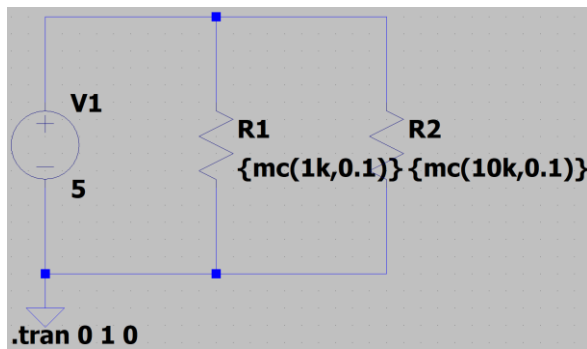 V1
R1
R2
{mc(1k,0.1)}
{mc(10k,0.1)}
5
.tran 0 1 0